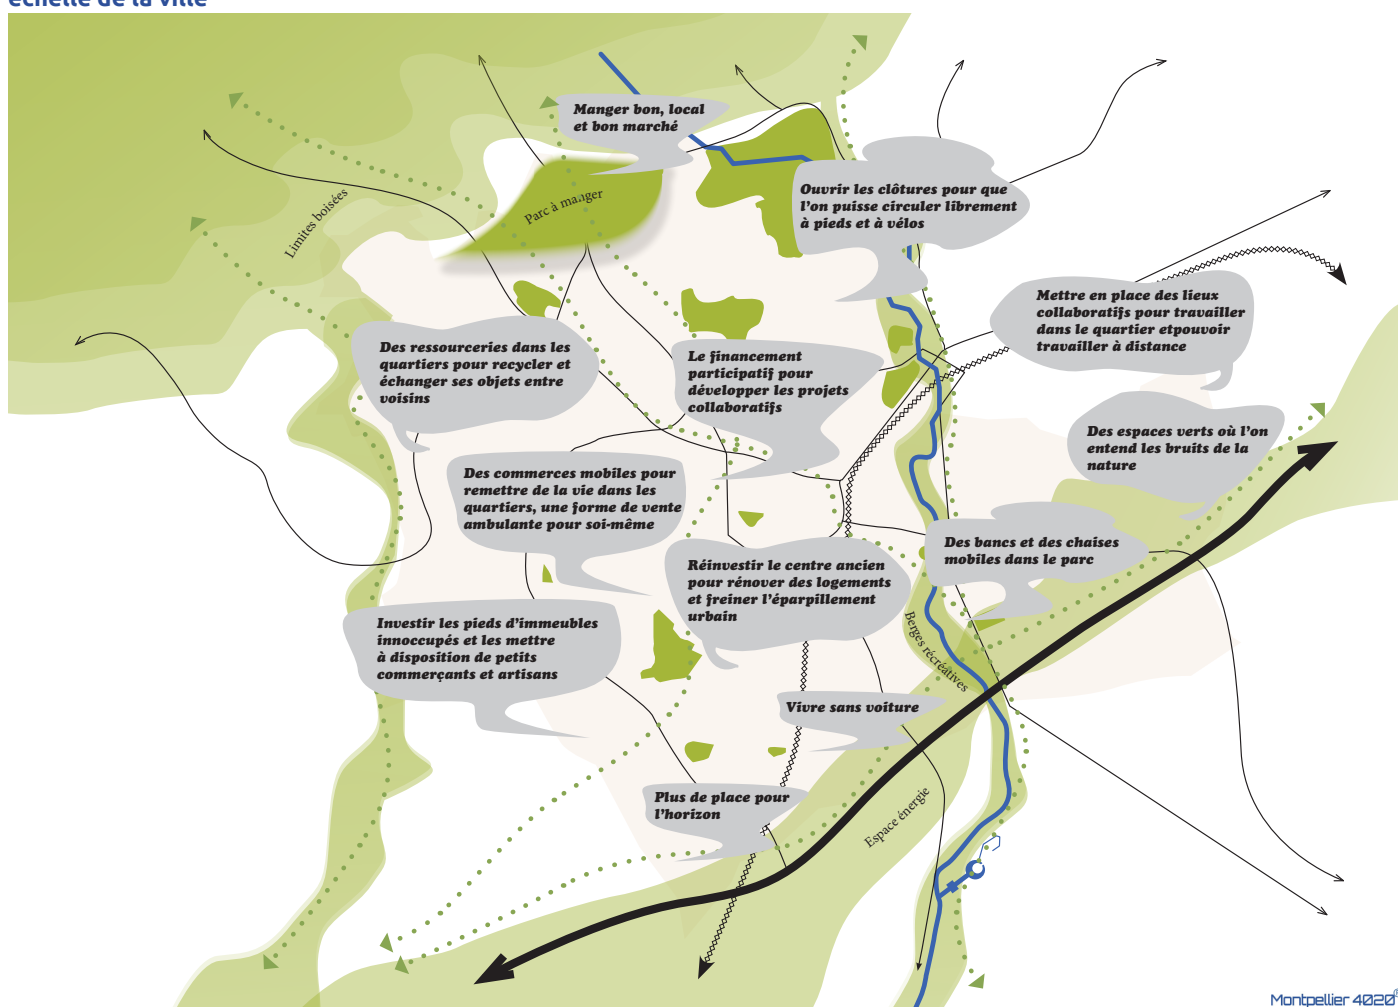 échelle de la ville
Manger bon, local
et bon marché
Ouvrir les clôtures pour que
l'on puisse circuler librement
à pieds et à vélos
Parc à manger
Limites boisées
Mettre en place des lieux
collaboratifs pour travailler
dans le quartier etpouvoir
travailler à distance
Des ressourceries dans les
quartiers pour recycler et
échanger ses objets entre
voisins
Le financement
participatif pour
développer les projets
collaboratifs
Des espaces verts où l'on
entend les bruits de la
nature
Des commerces mobiles pour
remettre de la vie dans les
quartiers, une forme de vente
ambulante pour soi-même
Des bancs et des chaises
mobiles dans le parc
Réinvestir le centre ancien
pour rénover des logements
et freiner l'éparpillement
urbain
Investir les pieds d'immeubles
innoccupés et les mettre
à disposition de petits
commerçants et artisans
Berges récréatives
Vivre sans voiture
Plus de place pour
l'horizon
Espace énergie
Montpellier 4020